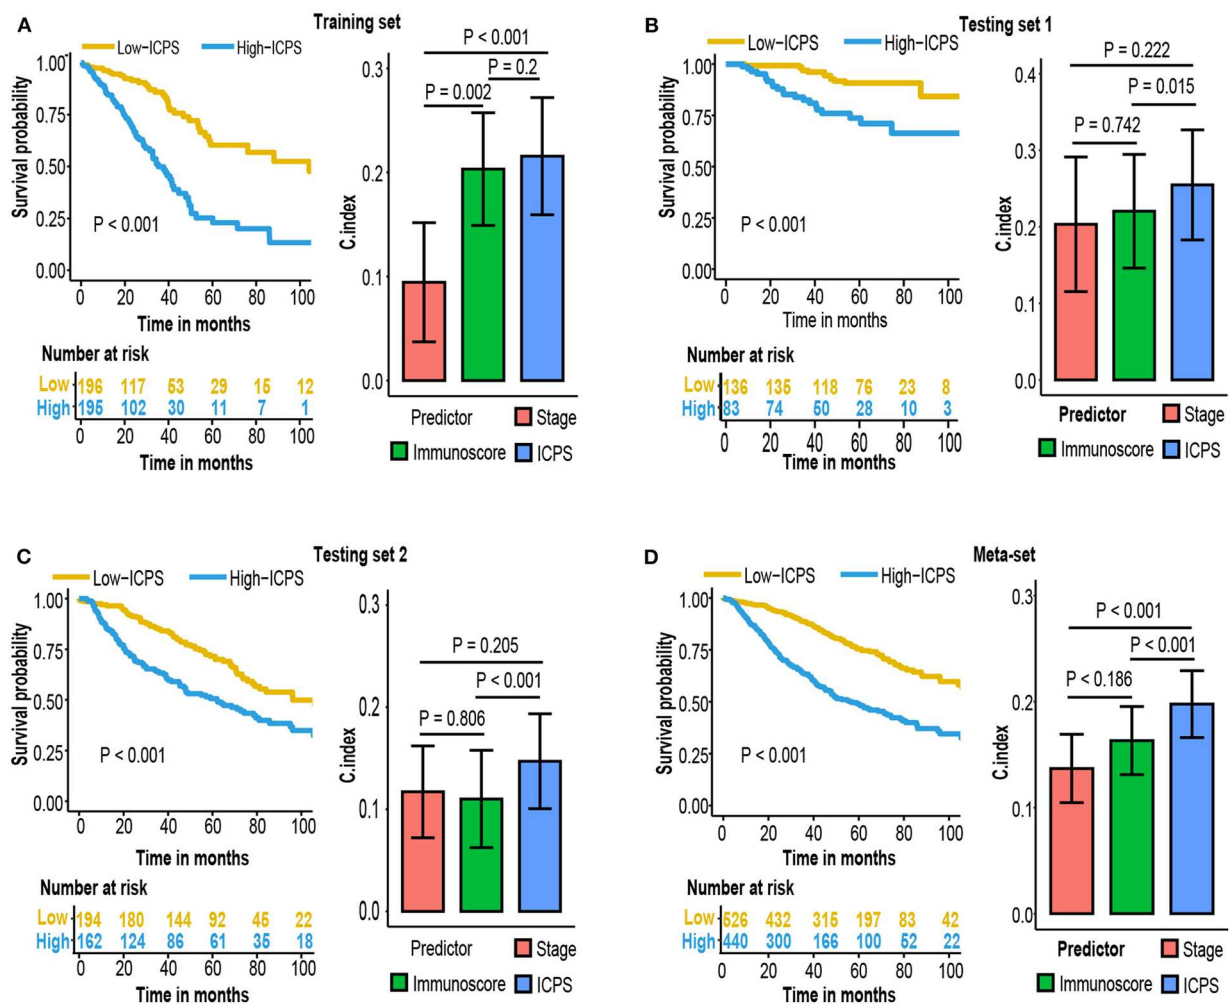 A
Training set
Low-ICPS High-ICPS
Survival probability
1.00
0.75
0.50
0.25
0.00
P < 0.001
0 20 40 60 80 100
Time in months
Number at risk
Low 196 117 53 29 15 12
High 195 102 30 11 7 1
0 20 40 60 80 100
Time in months
C.index
0.3
0.2
0.1
0.0
P < 0.001
P = 0.2
P = 0.002
Predictor Stage
Immunoscore ICPS
B
Testing set 1
Low-ICPS High-ICPS
Survival probability
1.00
0.75
0.50
0.25
0.00
P < 0.001
0 20 40 60 80 100
Time in months
Number at risk
Low 136 135 118 76 23 8
High 83 74 50 28 10 3
0 20 40 60 80 100
Time in months
C.index
0.4
0.3
0.2
0.1
0.0
P = 0.222
P = 0.015
P = 0.742
Predictor Stage
Immunoscore ICPS
C
Testing set 2
Low-ICPS High-ICPS
Survival probability
1.00
0.75
0.50
0.25
0.00
P < 0.001
0 20 40 60 80 100
Time in months
Number at risk
Low 194 180 144 92 45 22
High 162 124 86 61 35 18
0 20 40 60 80 100
Time in months
C.index
0.3
0.2
0.1
0.0
P = 0.205
P < 0.001
P = 0.806
Predictor Stage
Immunoscore ICPS
D
Meta-set
Low-ICPS High-ICPS
Survival probability
1.00
0.75
0.50
0.25
0.00
P < 0.001
0 20 40 60 80 100
Time in months
Number at risk
Low 526 432 315 197 83 42
High 440 300 166 100 52 22
0 20 40 60 80 100
Time in months
C.index
0.3
0.2
0.1
0.0
P < 0.001
P < 0.001
P < 0.186
Predictor Stage
Immunoscore ICPS